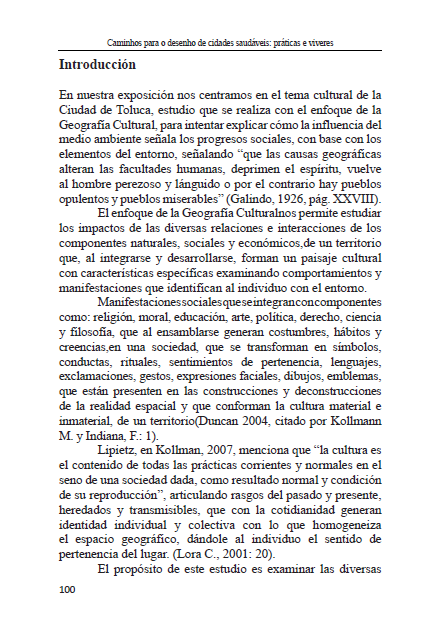 Caminhos para o desenho de cidades saudáveis: práticas e viveres
Introducción
En nuestra exposición nos centramos en el tema cultural de la
Ciudad de Toluca, estudio que se realiza con el enfoque de la
Geografía Cultural, para intentar explicar cómo la influencia del
medio ambiente señala los progresos sociales, con base con los
elementos del entorno, señalando “que las causas geográficas
alteran las facultades humanas, deprimen el espíritu, vuelve
al hombre perezoso y lánguido o por el contrario hay pueblos
opulentos y pueblos miserables” (Galindo, 1926, pág. XXVIII).
El enfoque de la Geografía Culturalnos permite estudiar
los impactos de las diversas relaciones e interacciones de los
componentes naturales, sociales y económicos,de un territorio
que, al integrarse y desarrollarse, forman un paisaje cultural
con características específicas examinando comportamientos y
manifestaciones que identifican al individuo con el entorno.
Manifestacionessocialesqueseintegranconcomponentes
como: religión, moral, educación, arte, política, derecho, ciencia
y filosofía, que al ensamblarse generan costumbres, hábitos y
creencias,en una sociedad, que se transforman en símbolos,
conductas, rituales, sentimientos de pertenencia, lenguajes,
exclamaciones, gestos, expresiones faciales, dibujos, emblemas,
que están presenten en las construcciones y deconstrucciones
de la realidad espacial y que conforman la cultura material e
inmaterial, de un territorio(Duncan 2004, citado por Kollmann
M. y Indiana, F.: 1).
Lipietz, en Kollman, 2007, menciona que “la cultura es
el contenido de todas las prácticas corrientes y normales en el
seno de una sociedad dada, como resultado normal y condición
de su reproducción”, articulando rasgos del pasado y presente,
heredados y transmisibles, que con la cotidianidad generan
identidad individual y colectiva con lo que homogeneiza
el espacio geográfico, dándole al individuo el sentido de
pertenencia del lugar. (Lora C., 2001: 20).
El propósito de este estudio es examinar las diversas
100